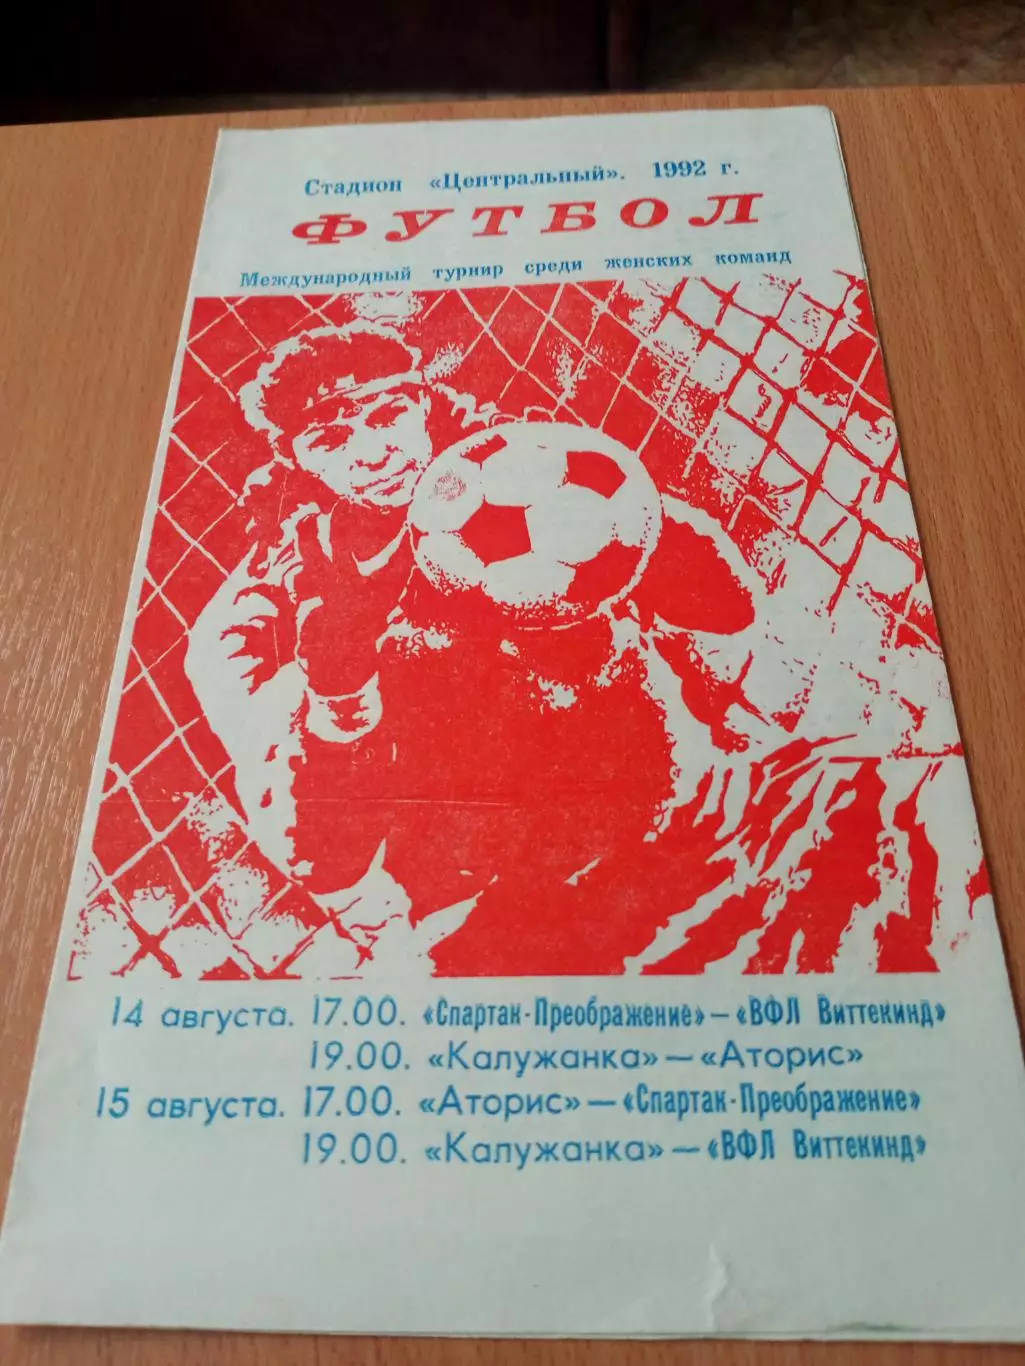 Стадион «Центральный». 1992 г.
ФУТБОЛ
Международный турнир среди женских команд
14 августа. 17.00. «Спартак-Преображение» — «ВФЛ Виттекинд»
19.00. «Калужанка» — «Аторис»
15 августа. 17.00. «Аторис» — «Спартак-Преображение»
19.00. «Калужанка» — «ВФЛ Виттекинд»